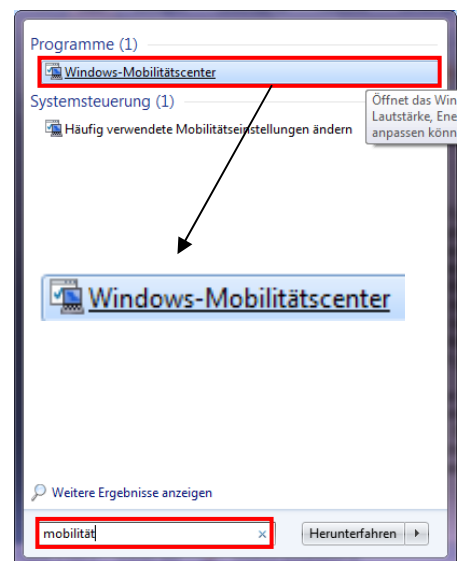 Programme (1)
Windows-Mobilitätscenter
Systemsteuerung (1)
Häufig verwendete Mobilitätseinstellungen ändern
Öffnet das Win
Lautstärke, Ene
anpassen könn
Windows-Mobilitätscenter
Weitere Ergebnisse anzeigen
mobilität
Herunterfahren